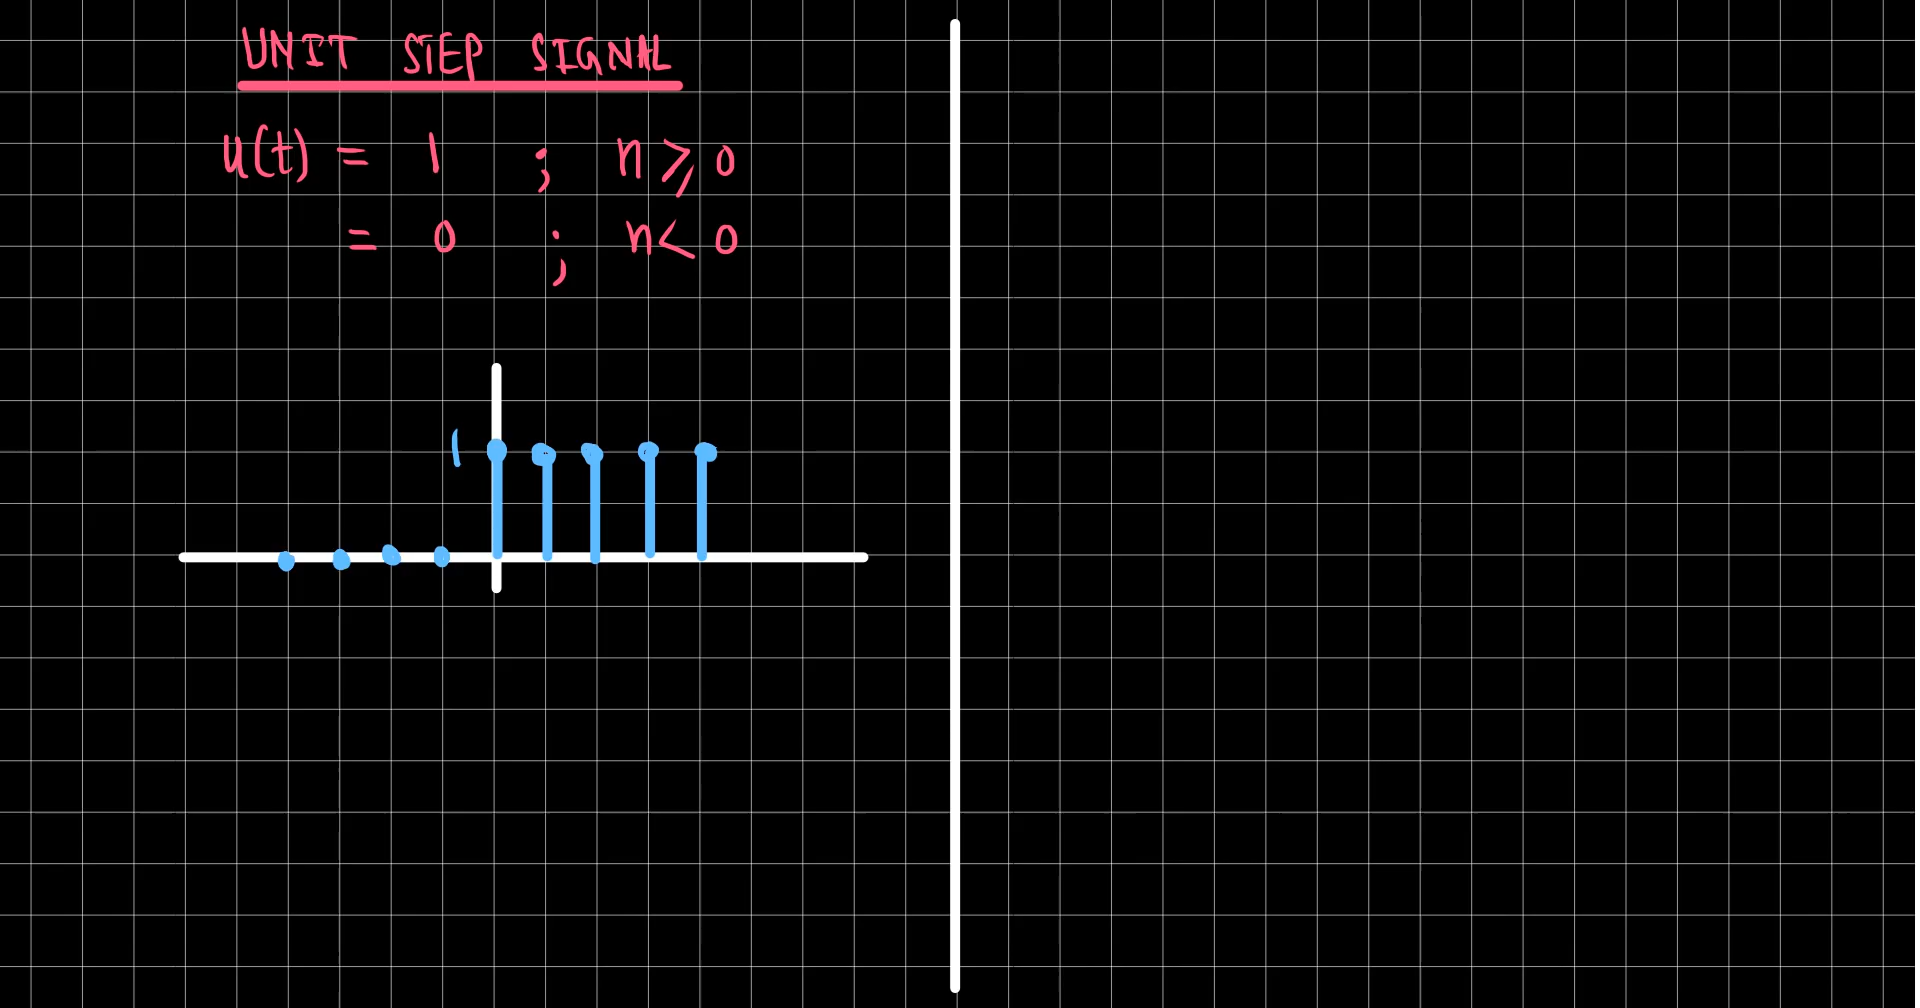 UNIT STEP SIGNAL
u(t) = 1 ; n ⩾ 0
= 0 ; n < 0
1